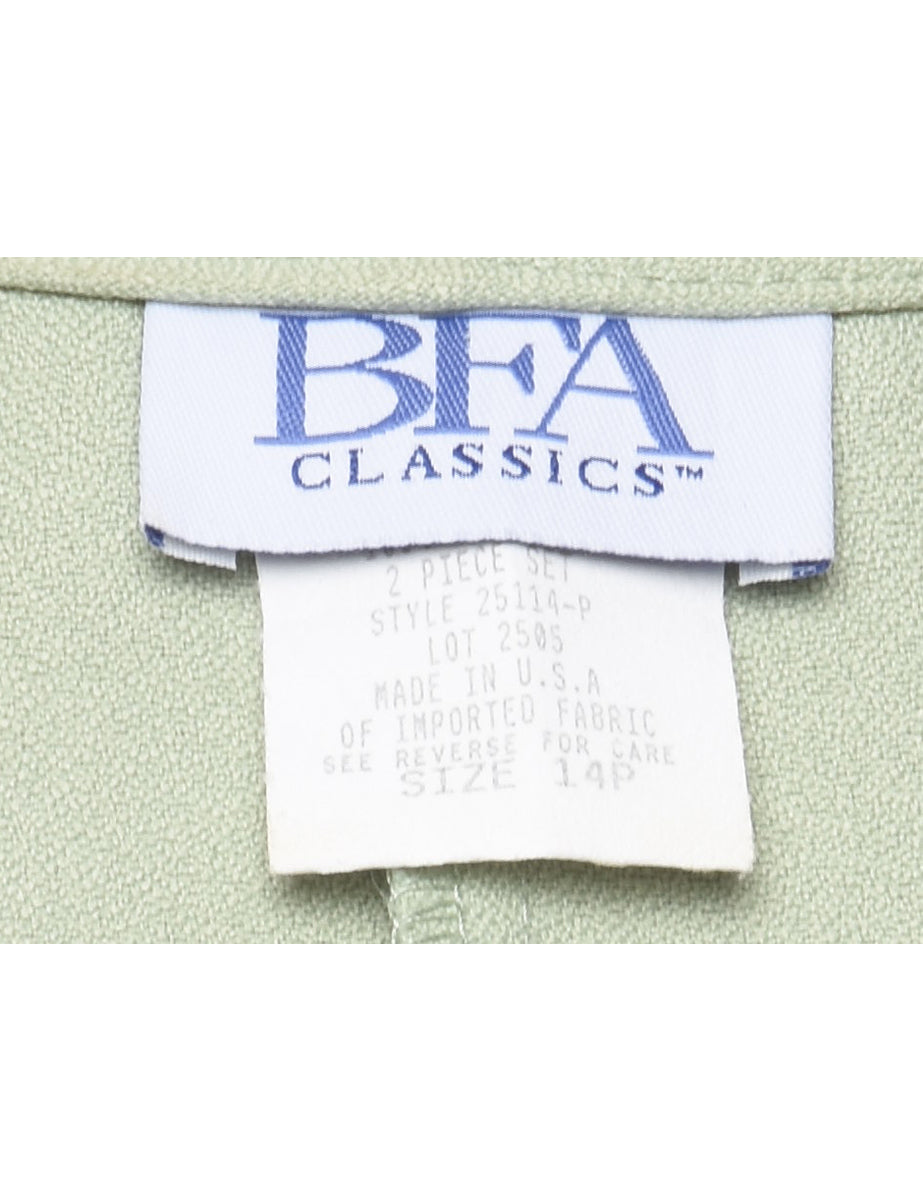 BFA
CLASSICS™
2 PIECE SET
STYLE 25114-P
LOT 2505
MADE IN U.S.A
OF IMPORTED FABRIC
SEE REVERSE FOR CARE
SIZE 14P